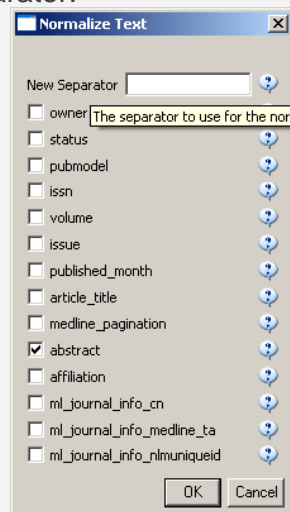 Normalize Text
New Separator
owner The separator to use for the nor
status
pubmodel
issn
volume
issue
published_month
article_title
medline_pagination
abstract
affiliation
ml_journal_info_cn
ml_journal_info_medline_ta
ml_journal_info_nlmuniqueid
OK Cancel